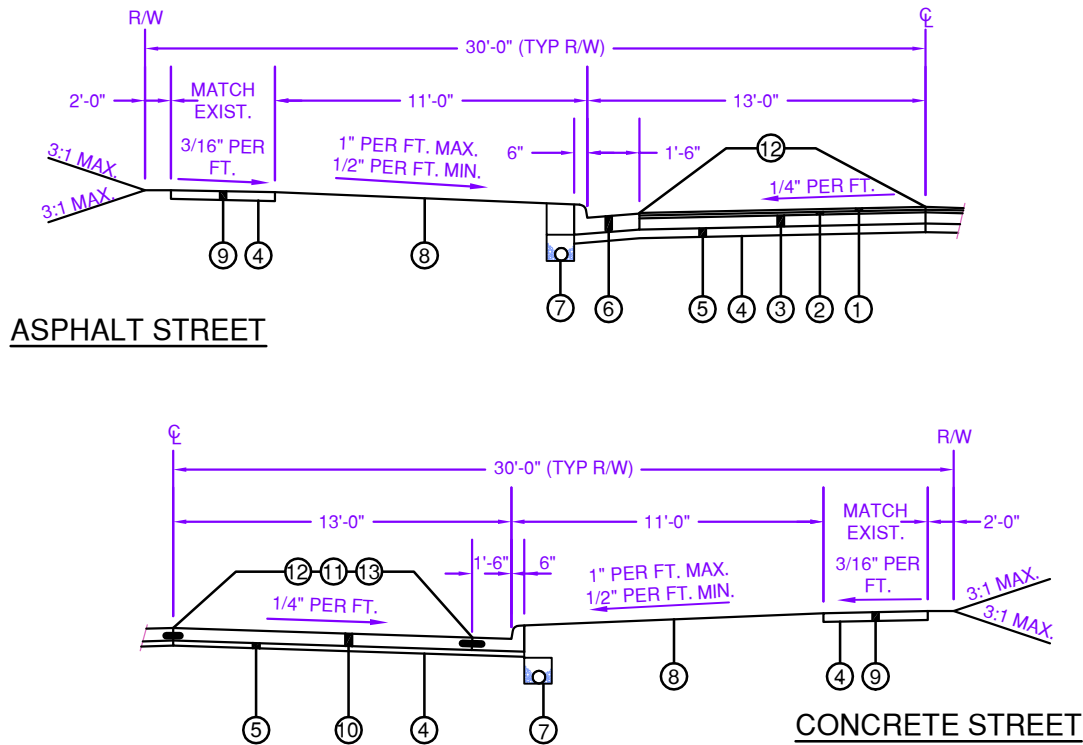 R/W
℄
30'-0" (TYP R/W)
2'-0"
MATCH
EXIST.
11'-0"
13'-0"
3/16" PER
FT.
1" PER FT. MAX.
1/2" PER FT. MIN.
6"
1'-6"
12
1/4" PER FT.
3:1 MAX.
3:1 MAX.
9
4
8
7
6
5
4
3
2
1
ASPHALT STREET
℄
R/W
30'-0" (TYP R/W)
13'-0"
11'-0"
MATCH
EXIST.
2'-0"
1'-6"
6"
12
11
13
1/4" PER FT.
1" PER FT. MAX.
1/2" PER FT. MIN.
3/16" PER
FT.
3:1 MAX.
3:1 MAX.
5
10
4
7
8
4
9
CONCRETE STREET